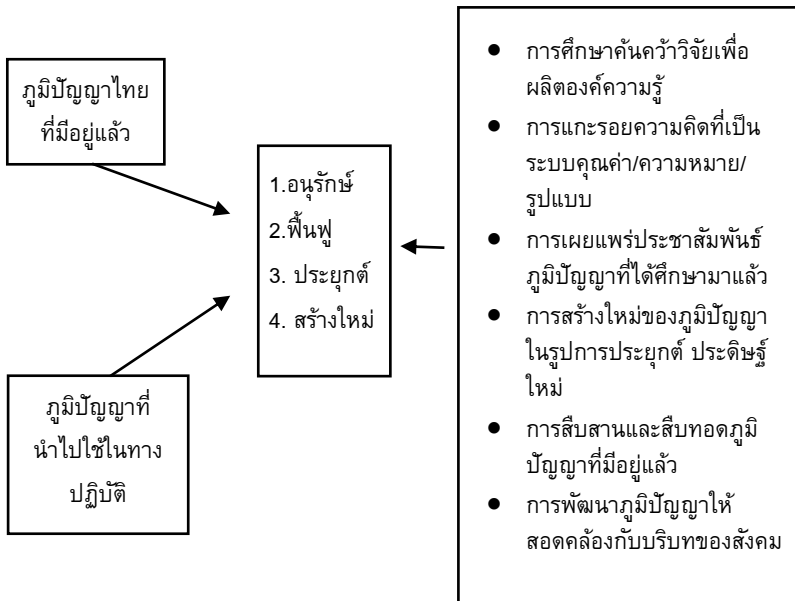 ภูมิปัญญาไทย
ที่มีอยู่แล้ว
1.อนุรักษ์
2.ฟื้นฟู
3. ประยุกต์
4. สร้างใหม่
ภูมิปัญญาที่
นำไปใช้ในทาง
ปฏิบัติ
● การศึกษาค้นคว้าวิจัยเพื่อ
ผลิตองค์ความรู้
● การแกะรอยความคิดที่เป็น
ระบบคุณค่า/ความหมาย/
รูปแบบ
● การเผยแพร่ประชาสัมพันธ์
ภูมิปัญญาที่ได้ศึกษามาแล้ว
● การสร้างใหม่ของภูมิปัญญา
ในรูปการประยุกต์ ประดิษฐ์
ใหม่
● การสืบสานและสืบทอดภูมิ
ปัญญาที่มีอยู่แล้ว
● การพัฒนาภูมิปัญญาให้
สอดคล้องกับบริบทของสังคม